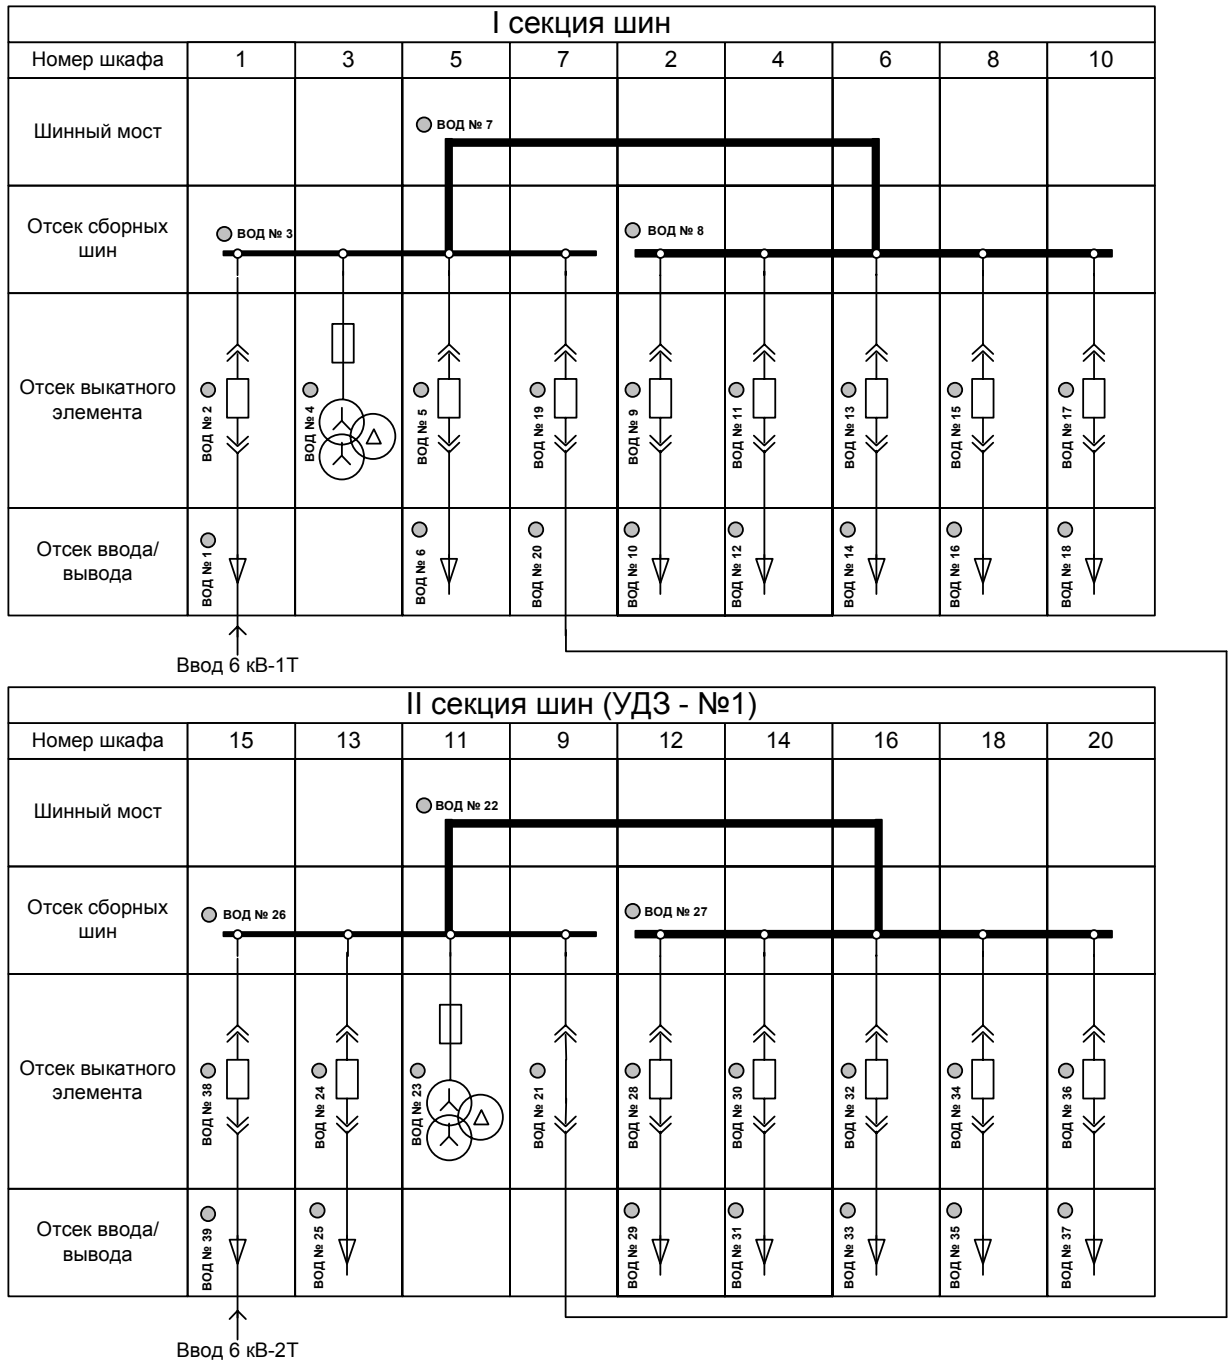 I секция шин
Номер шкафа 1 3 5 7 2 4 6 8 10
Шинный мост
ВОД № 7
Отсек сборных
шин
ВОД № 3
ВОД № 8
Отсек выкатного
элемента
ВОД № 2
ВОД № 4
ВОД № 5
ВОД № 19
ВОД № 9
ВОД № 11
ВОД № 13
ВОД № 15
ВОД № 17
Отсек ввода/
вывода
ВОД № 1
ВОД № 6
ВОД № 20
ВОД № 10
ВОД № 12
ВОД № 14
ВОД № 16
ВОД № 18
Ввод 6 кВ-1Т
II секция шин (УДЗ - №1)
Номер шкафа 15 13 11 9 12 14 16 18 20
Шинный мост
ВОД № 22
Отсек сборных
шин
ВОД № 26
ВОД № 27
Отсек выкатного
элемента
ВОД № 38
ВОД № 24
ВОД № 23
ВОД № 21
ВОД № 28
ВОД № 30
ВОД № 32
ВОД № 34
ВОД № 36
Отсек ввода/
вывода
ВОД № 39
ВОД № 25
ВОД № 29
ВОД № 31
ВОД № 33
ВОД № 35
ВОД № 37
Ввод 6 кВ-2Т